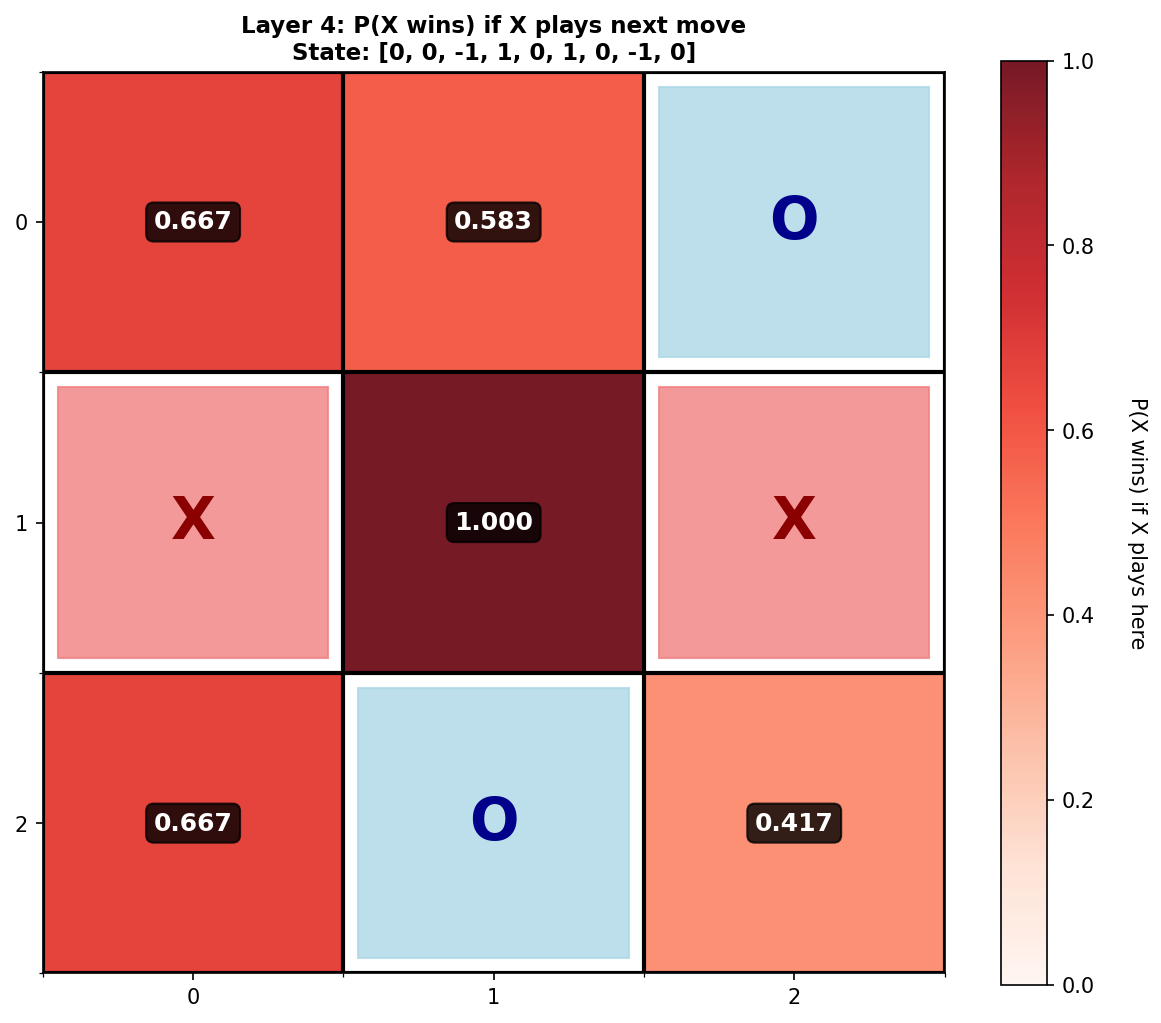 Layer 4: P(X wins) if X plays next move
State: [0, 0, -1, 1, 0, 1, 0, -1, 0]
0
0.667
0.583
O
1
X
1.000
X
2
0.667
O
0.417
0
1
2
1.0
0.8
0.6
0.4
0.2
0.0
P(X wins) if X plays here